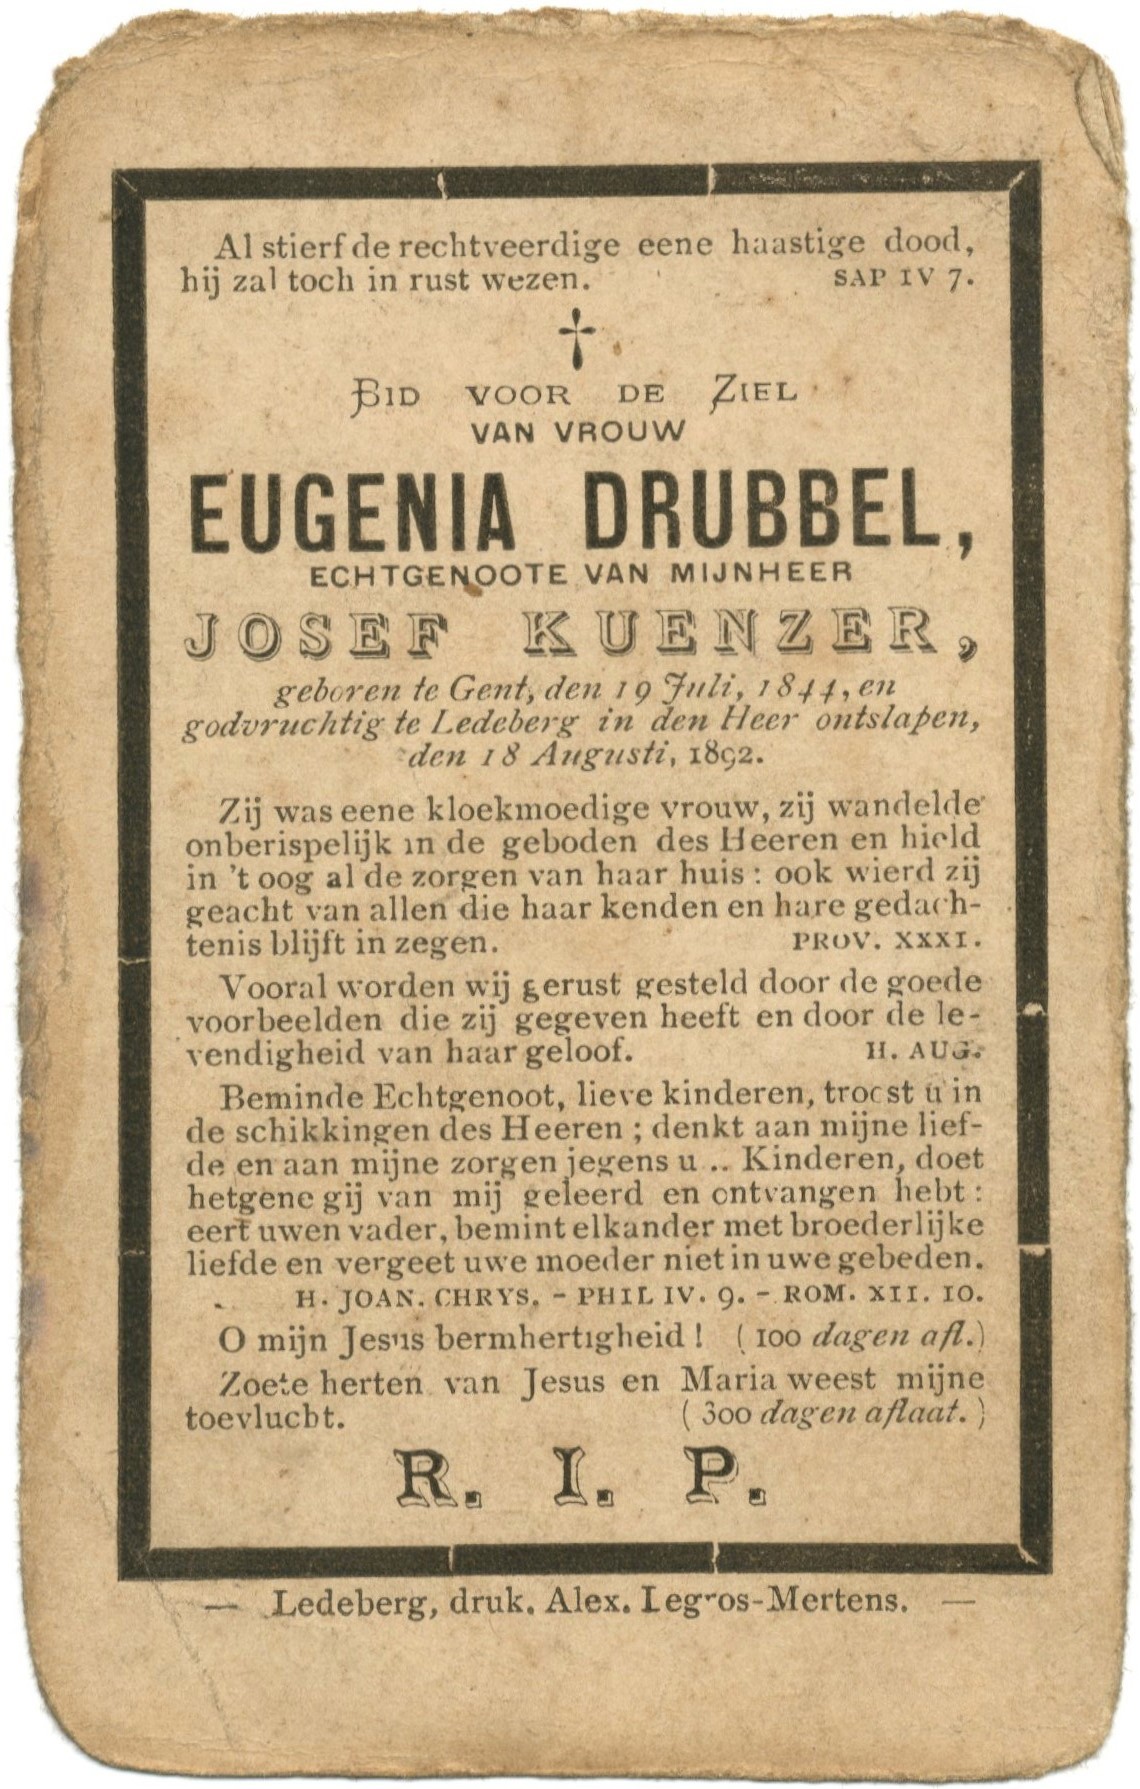 Al stierf de rechtveerdige eene haastige dood,
hij zal toch in rust wezen. SAP IV 7.
BID VOOR DE ZIEL
VAN VROUW
EUGENIA DRUBBEL,
ECHTGENOOTE VAN MIJNHEER
JOSEF KUENZER,
geboren te Gent, den 19 Juli, 1844, en
godvruchtig te Ledeberg in den Heer ontslapen,
den 18 Augusti, 1892.
Zij was eene kloekmoedige vrouw, zij wandelde
onberispelijk in de geboden des Heeren en hield
in 't oog al de zorgen van haar huis : ook wierd zij
geacht van allen die haar kenden en hare gedach-
tenis blijft in zegen. PROV. XXXI.
Vooral worden wij gerust gesteld door de goede
voorbeelden die zij gegeven heeft en door de le-
vendigheid van haar geloof. H. AUG.
Beminde Echtgenoot, lieve kinderen, troost u in
de schikkingen des Heeren ; denkt aan mijne lief-
de en aan mijne zorgen jegens u .. Kinderen, doet
hetgene gij van mij geleerd en ontvangen hebt :
eert uwen vader, bemint elkander met broederlijke
liefde en vergeet uwe moeder niet in uwe gebeden.
H. JOAN. CHRYS. - PHIL IV. 9. - ROM. XII. 10.
O mijn Jesus bermhertigheid ! ( 100 dagen afl.)
Zoete herten van Jesus en Maria weest mijne
toevlucht. ( 300 dagen aflaat. )
R. I. P.
— Ledeberg, druk. Alex. Legros-Mertens. —